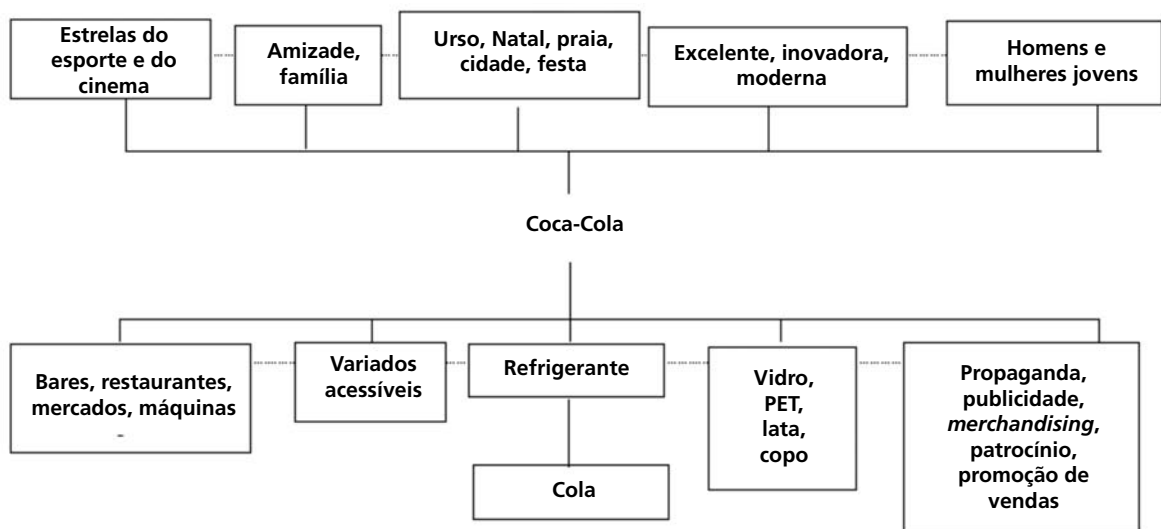 Estrelas do
esporte e do
cinema
Amizade,
família
Urso, Natal, praia,
cidade, festa
Excelente, inovadora,
moderna
Homens e
mulheres jovens
Coca-Cola
Bares, restaurantes,
mercados, máquinas
-
Variados
acessíveis
Refrigerante
Vidro,
PET,
lata,
copo
Propaganda,
publicidade,
merchandising,
patrocínio,
promoção de
vendas
Cola